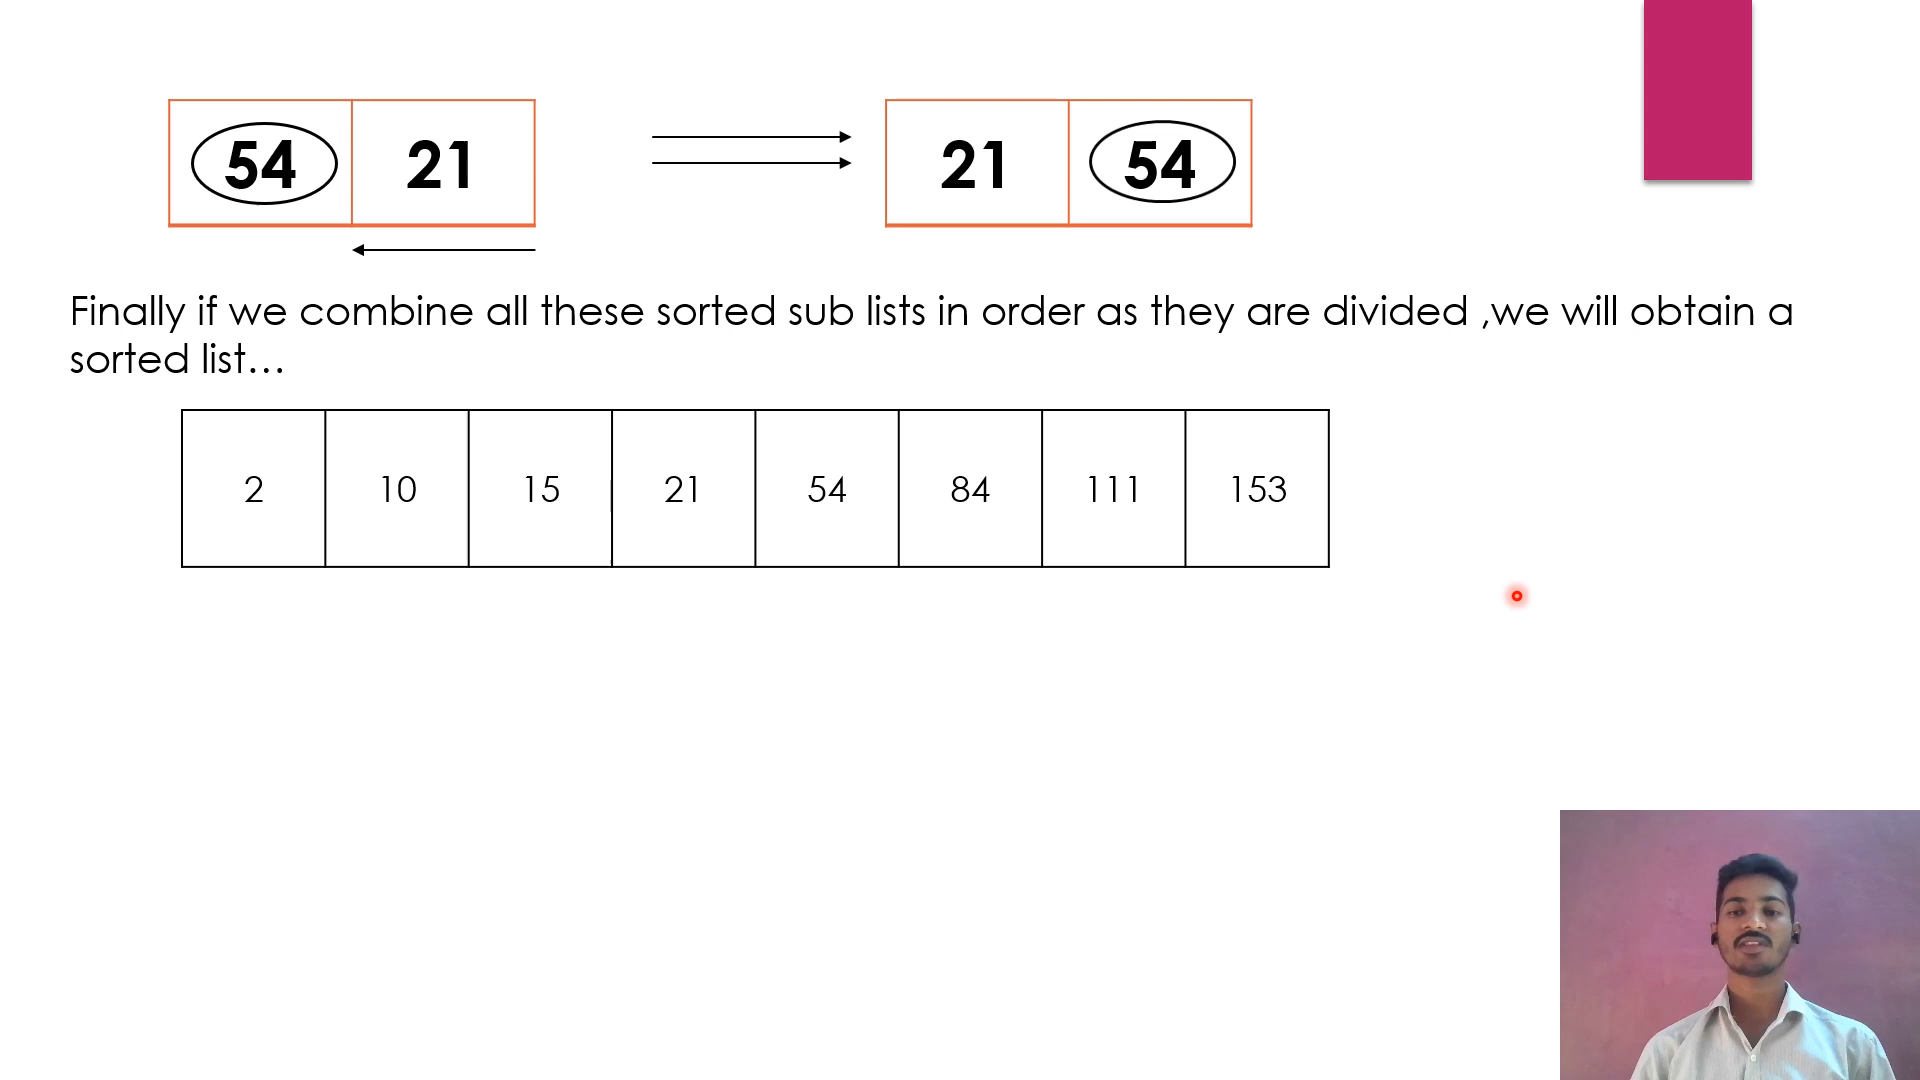 54 21 21 54
Finally if we combine all these sorted sub lists in order as they are divided ,we will obtain a
sorted list…
2 10 15 21 54 84 111 153